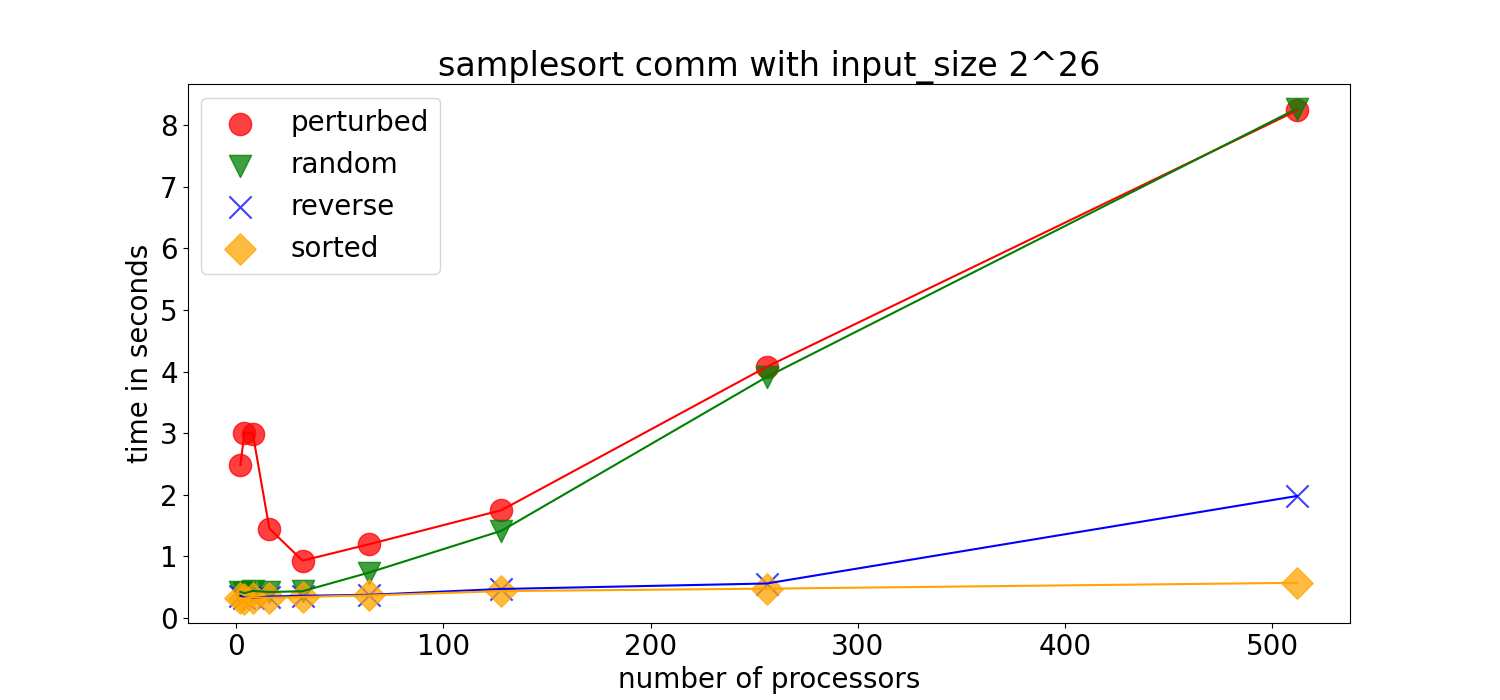 samplesort comm with input_size 2^26
perturbed
random
reverse
sorted
time in seconds
8
7
6
5
4
3
2
1
0
0 100 200 300 400 500
number of processors